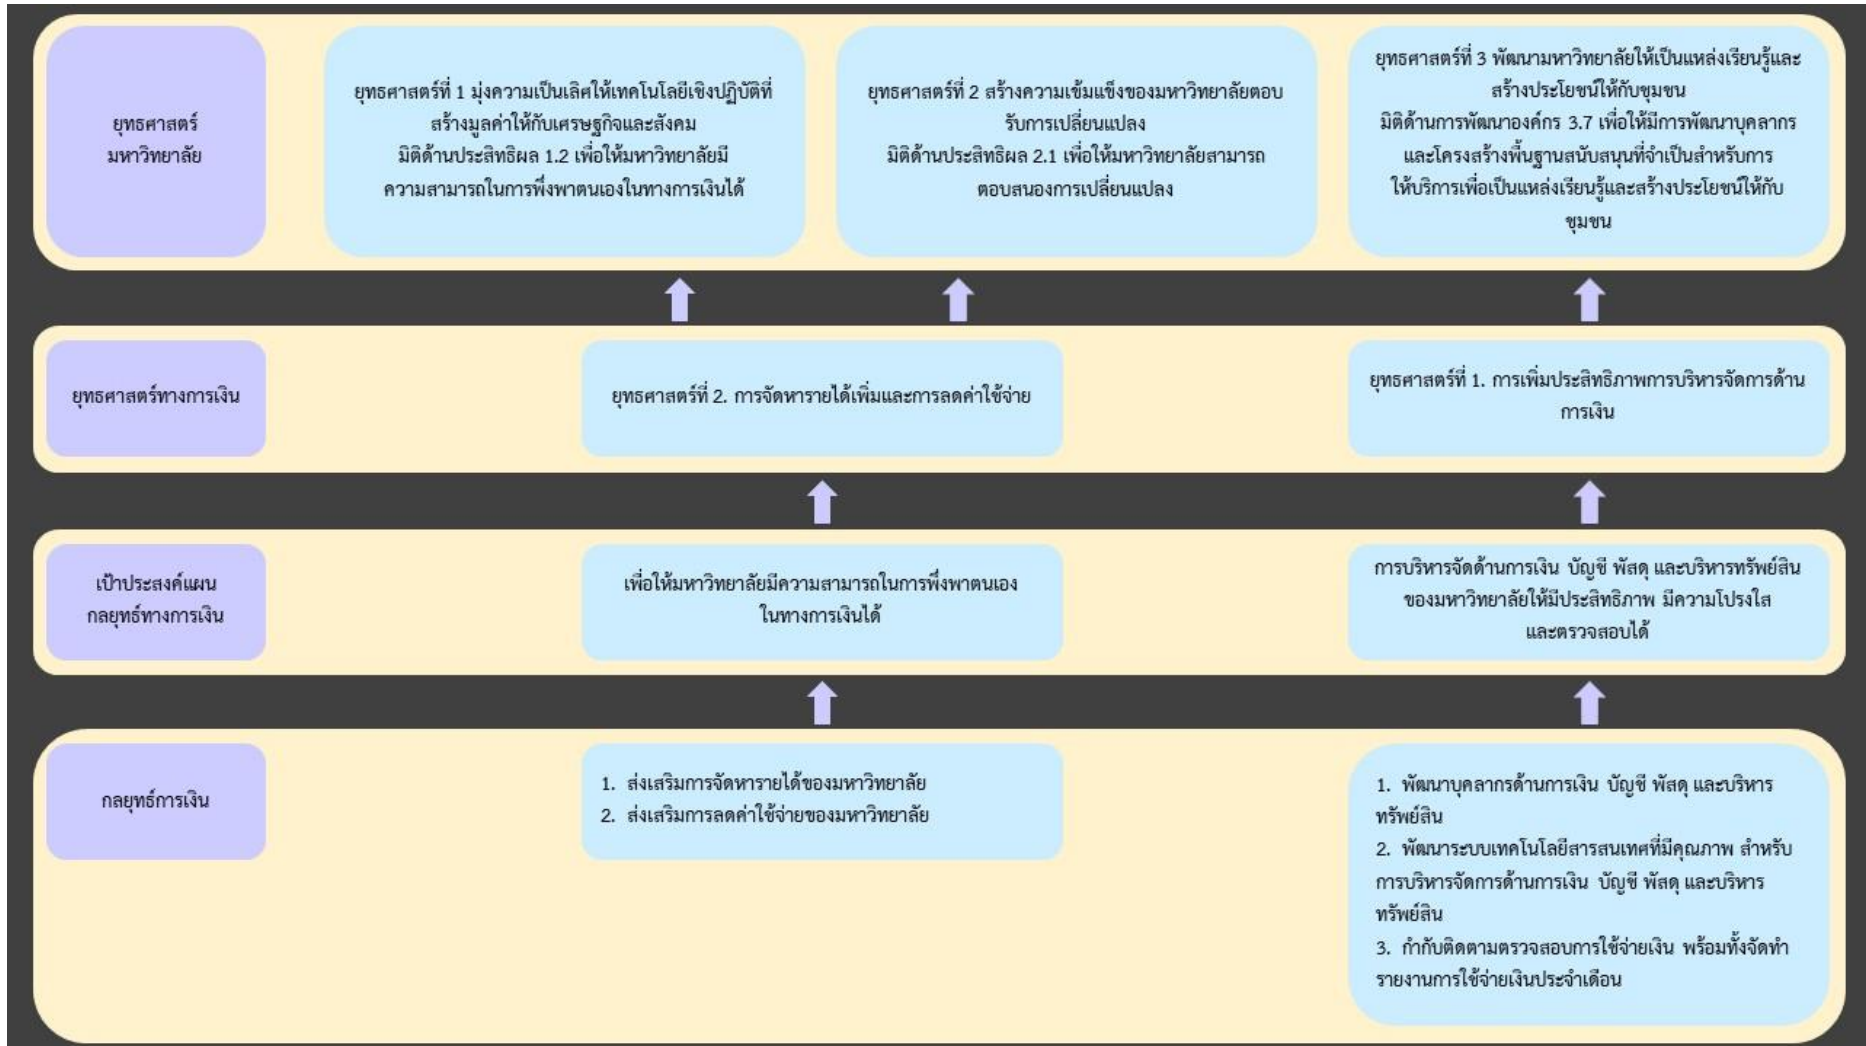 ยุทธศาสตร์
มหาวิทยาลัย
ยุทธศาสตร์ที่ 1 มุ่งความเป็นเลิศให้เทคโนโลยีเชิงปฏิบัติที่
สร้างมูลค่าให้กับเศรษฐกิจและสังคม
มิติด้านประสิทธิผล 1.2 เพื่อให้มหาวิทยาลัยมี
ความสามารถในการพึ่งพาตนเองในทางการเงินได้
ยุทธศาสตร์ที่ 2 สร้างความเข้มแข็งของมหาวิทยาลัยตอบ
รับการเปลี่ยนแปลง
มิติด้านประสิทธิผล 2.1 เพื่อให้มหาวิทยาลัยสามารถ
ตอบสนองการเปลี่ยนแปลง
ยุทธศาสตร์ที่ 3 พัฒนามหาวิทยาลัยให้เป็นแหล่งเรียนรู้และ
สร้างประโยชน์ให้กับชุมชน
มิติด้านการพัฒนาองค์กร 3.7 เพื่อให้มีการพัฒนาบุคลากร
และโครงสร้างพื้นฐานสนับสนุนที่จำเป็นสำหรับการ
ให้บริการเพื่อเป็นแหล่งเรียนรู้และสร้างประโยชน์ให้กับ
ชุมชน
ยุทธศาสตร์ทางการเงิน
ยุทธศาสตร์ที่ 2. การจัดหารายได้เพิ่มและการลดค่าใช้จ่าย
ยุทธศาสตร์ที่ 1. การเพิ่มประสิทธิภาพการบริหารจัดการด้าน
การเงิน
เป้าประสงค์แผน
กลยุทธ์ทางการเงิน
เพื่อให้มหาวิทยาลัยมีความสามารถในการพึ่งพาตนเอง
ในทางการเงินได้
การบริหารจัดด้านการเงิน บัญชี พัสดุ และบริหารทรัพย์สิน
ของมหาวิทยาลัยให้มีประสิทธิภาพ มีความโปรงใส
และตรวจสอบได้
กลยุทธ์การเงิน
1. ส่งเสริมการจัดหารายได้ของมหาวิทยาลัย
2. ส่งเสริมการลดค่าใช้จ่ายของมหาวิทยาลัย
1. พัฒนาบุคลากรด้านการเงิน บัญชี พัสดุ และบริหาร
ทรัพย์สิน
2. พัฒนาระบบเทคโนโลยีสารสนเทศที่มีคุณภาพ สำหรับ
การบริหารจัดการด้านการเงิน บัญชี พัสดุ และบริหาร
ทรัพย์สิน
3. กำกับติดตามตรวจสอบการใช้จ่ายเงิน พร้อมทั้งจัดทำ
รายงานการใช้จ่ายเงินประจำเดือน